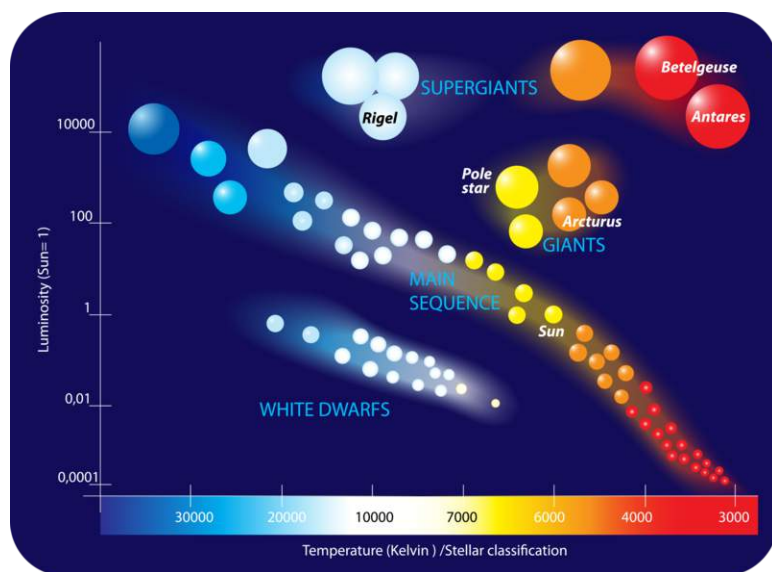 Betelgeuse
SUPERGIANTS
Rigel
Antares
10000
Pole
star
100
Arcturus
GIANTS
MAIN
SEQUENCE
1
Sun
0,01
WHITE DWARFS
0,0001
Luminosity (Sun= 1)
30000 20000 10000 7000 6000 4000 3000
Temperature (Kelvin ) /Stellar classification